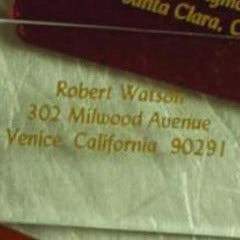 Santa Clara, C
Robert Watson
302 Milwood Avenue
Venice, California 90291